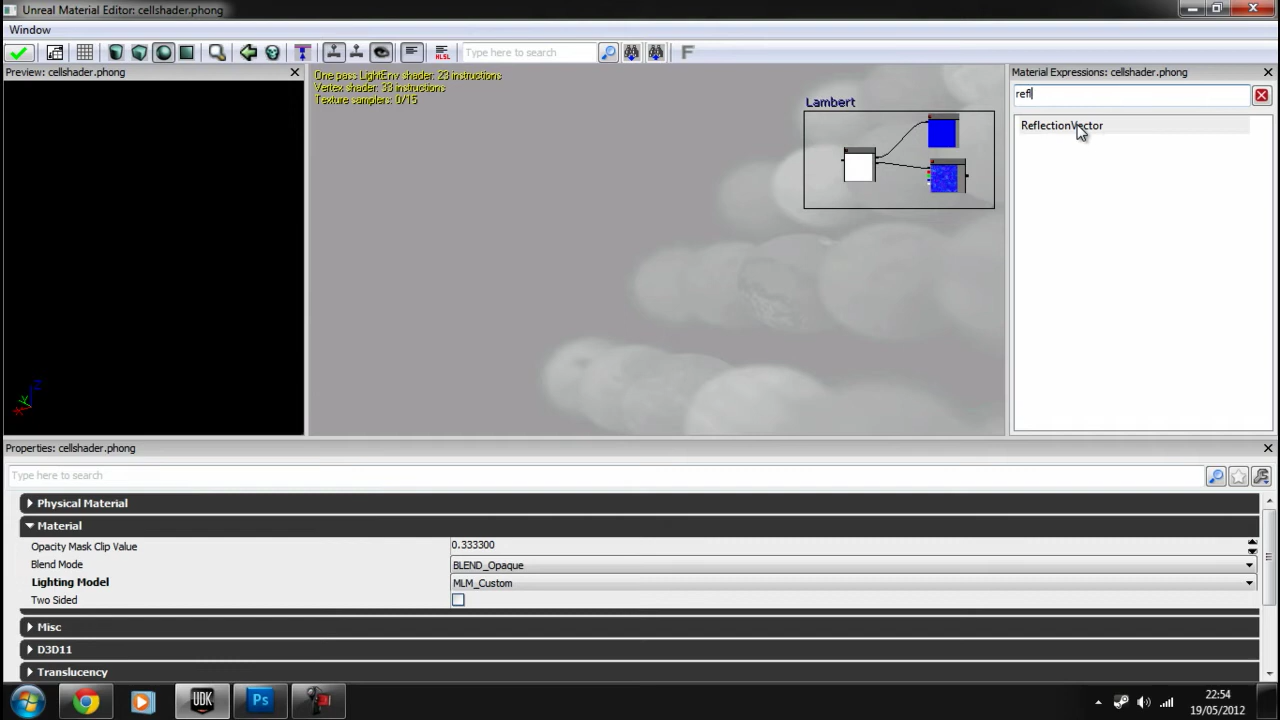 Unreal Material Editor: cellshader.phong
Window
HLSL
Type here to search
F
Preview: cellshader.phong
Z
Y
X
One pass LightEnv shader: 23 instructions
Vertex shader: 33 instructions
Texture samplers: 0/15
Lambert
Material Expressions: cellshader.phong
refl
ReflectionVector
Properties: cellshader.phong
Type here to search
Physical Material
Material
Opacity Mask Clip Value
0.333300
Blend Mode
BLEND_Opaque
Lighting Model
MLM_Custom
Two Sided
Misc
D3D11
Translucency
UDK
Ps
22:54
19/05/2012